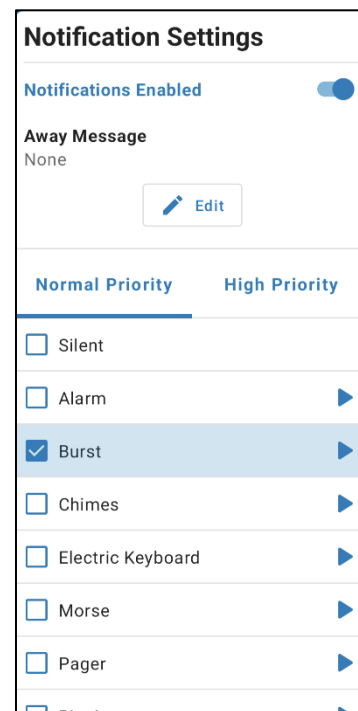 Notification Settings
Notifications Enabled
Away Message
None
Edit
Normal Priority High Priority
Silent
Alarm
Burst
Chimes
Electric Keyboard
Morse
Pager